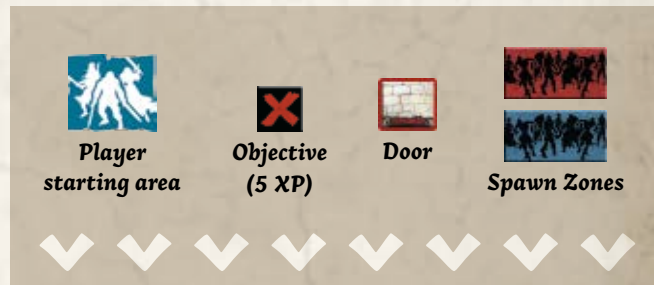 Player
starting area
Objective
(5 XP)
Door
Spawn Zones